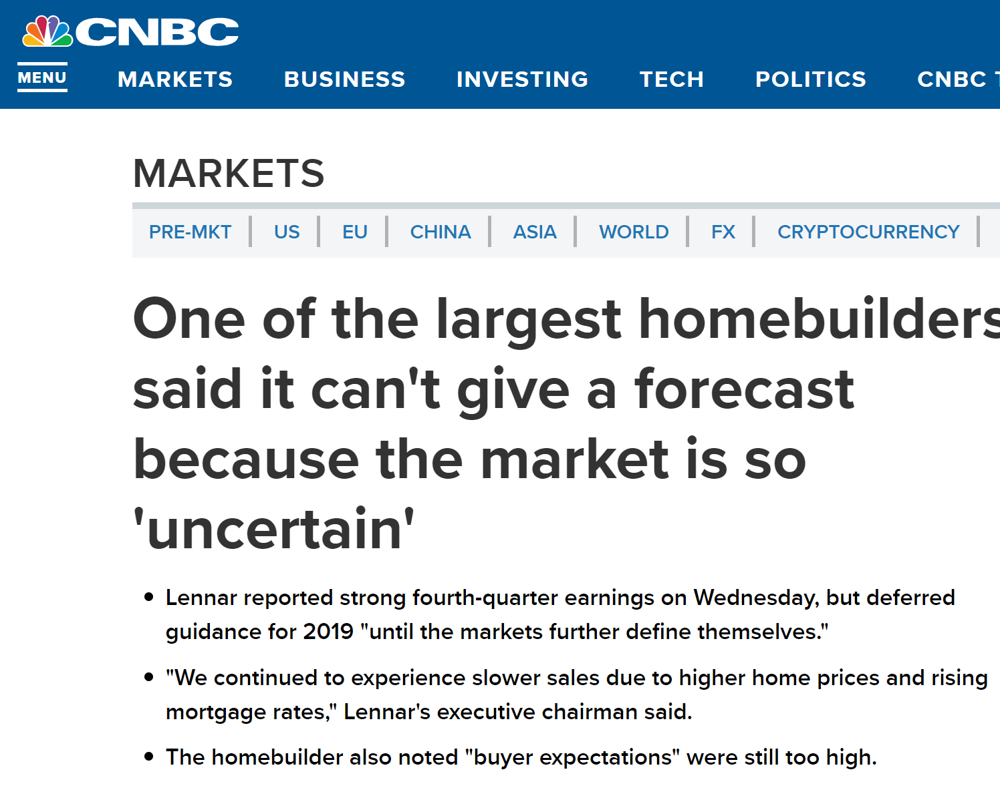 CNBC
MENU MARKETS BUSINESS INVESTING TECH POLITICS CNBC
MARKETS
PRE-MKT US EU CHINA ASIA WORLD FX CRYPTOCURRENCY
One of the largest homebuilders
said it can't give a forecast
because the market is so
'uncertain'
• Lennar reported strong fourth-quarter earnings on Wednesday, but deferred
guidance for 2019 "until the markets further define themselves."
• "We continued to experience slower sales due to higher home prices and rising
mortgage rates," Lennar's executive chairman said.
• The homebuilder also noted "buyer expectations" were still too high.